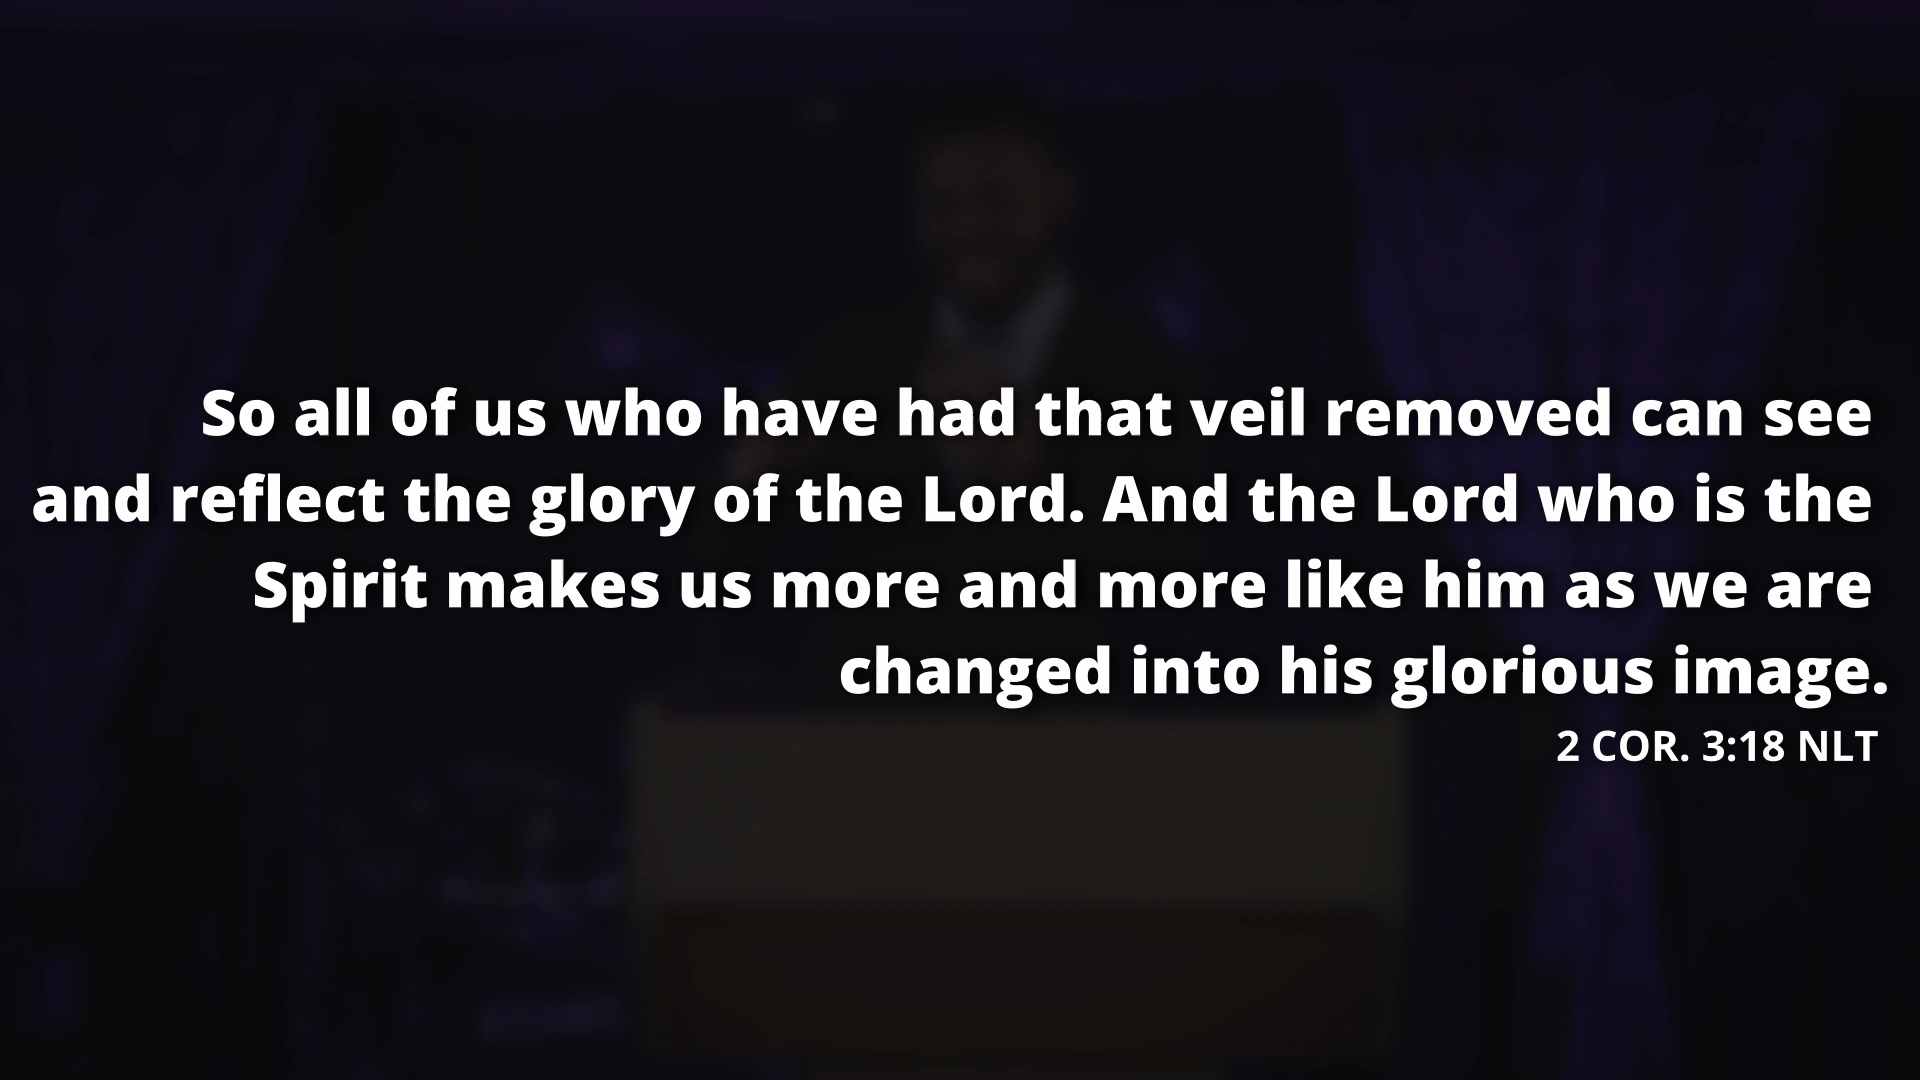 So all of us who have had that veil removed can see
and reflect the glory of the Lord. And the Lord who is the
Spirit makes us more and more like him as we are
changed into his glorious image.
2 COR. 3:18 NLT